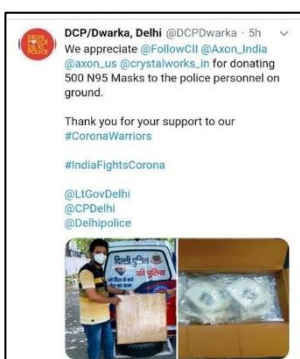 DCP/Dwarka, Delhi @DCPDwarka · 5h
We appreciate @FollowCII @Axon_India
@axon_us @crystalworks_in for donating
500 N95 Masks to the police personnel on
ground.
Thank you for your support to our
#CoronaWarriors
#IndiaFightsCorona
@LtGovDelhi
@CPDelhi
@Delhipolice
दिल्ली पुलिस
की पुलिस